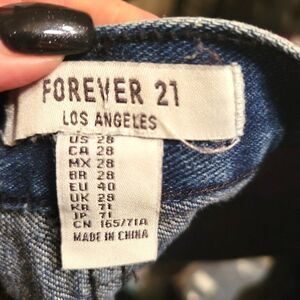 FOREVER 21
LOS ANGELES
US 28
CA 28
MX 28
BR 28
EU 40
UK 28
KR 71
JP 71
CN 165/71A
MADE IN CHINA